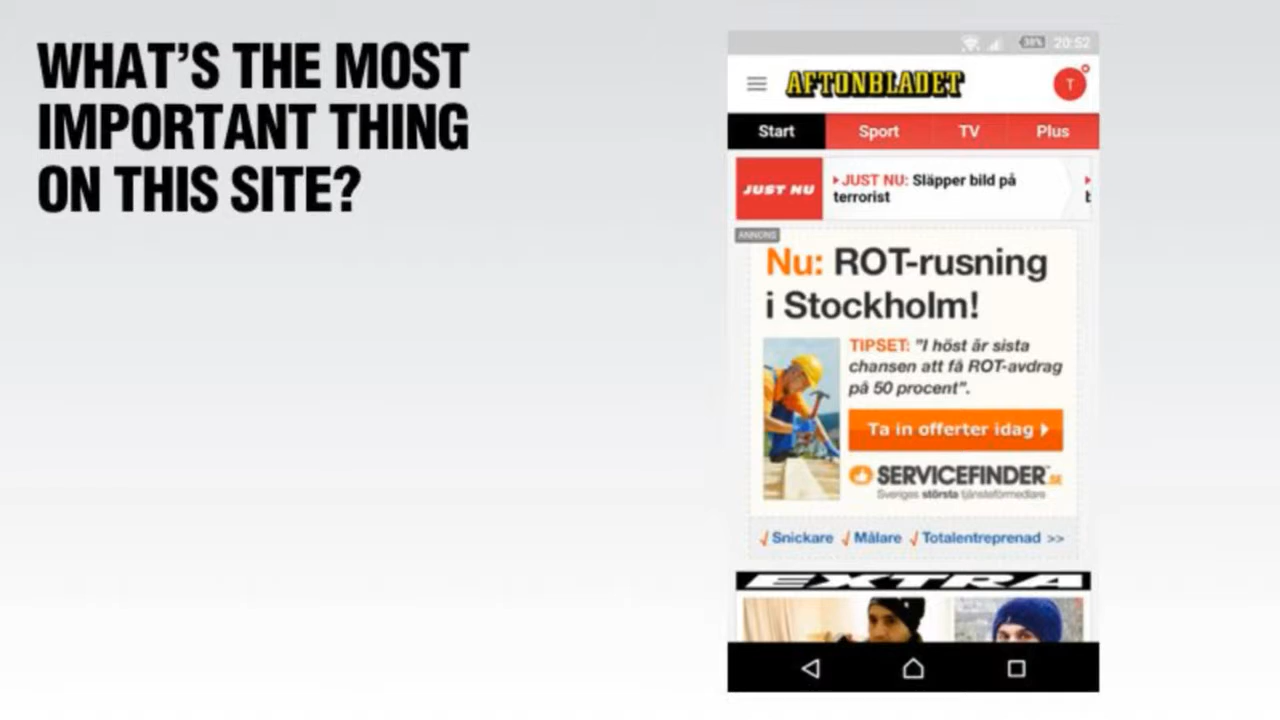 WHAT'S THE MOST
IMPORTANT THING
ON THIS SITE?
38% 20:52
AFTONBLADET
T
Start Sport TV Plus
JUST NU
JUST NU: Släpper bild på
terrorist
ANNONS
Nu: ROT-rusning
i Stockholm!
TIPSET: "I höst är sista
chansen att få ROT-avdrag
på 50 procent".
Ta in offerter idag
SERVICEFINDER.SE
Sveriges största tjänsteförmedlare
Snickare Målare Totalentreprenad >>
EXTRA